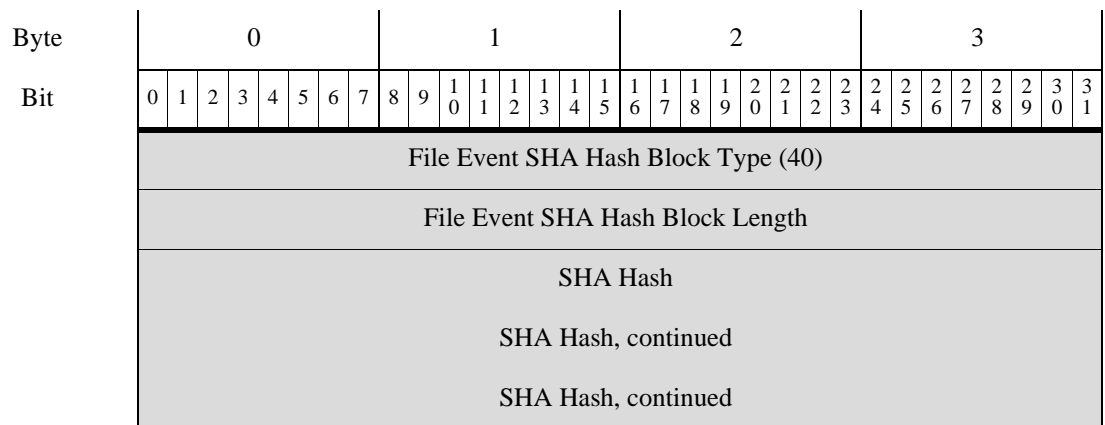 Byte 0 1 2 3
Bit 0 1 2 3 4 5 6 7 8 9 10 11 12 13 14 15 16 17 18 19 20 21 22 23 24 25 26 27 28 29 30 31
File Event SHA Hash Block Type (40)
File Event SHA Hash Block Length
SHA Hash
SHA Hash, continued
SHA Hash, continued